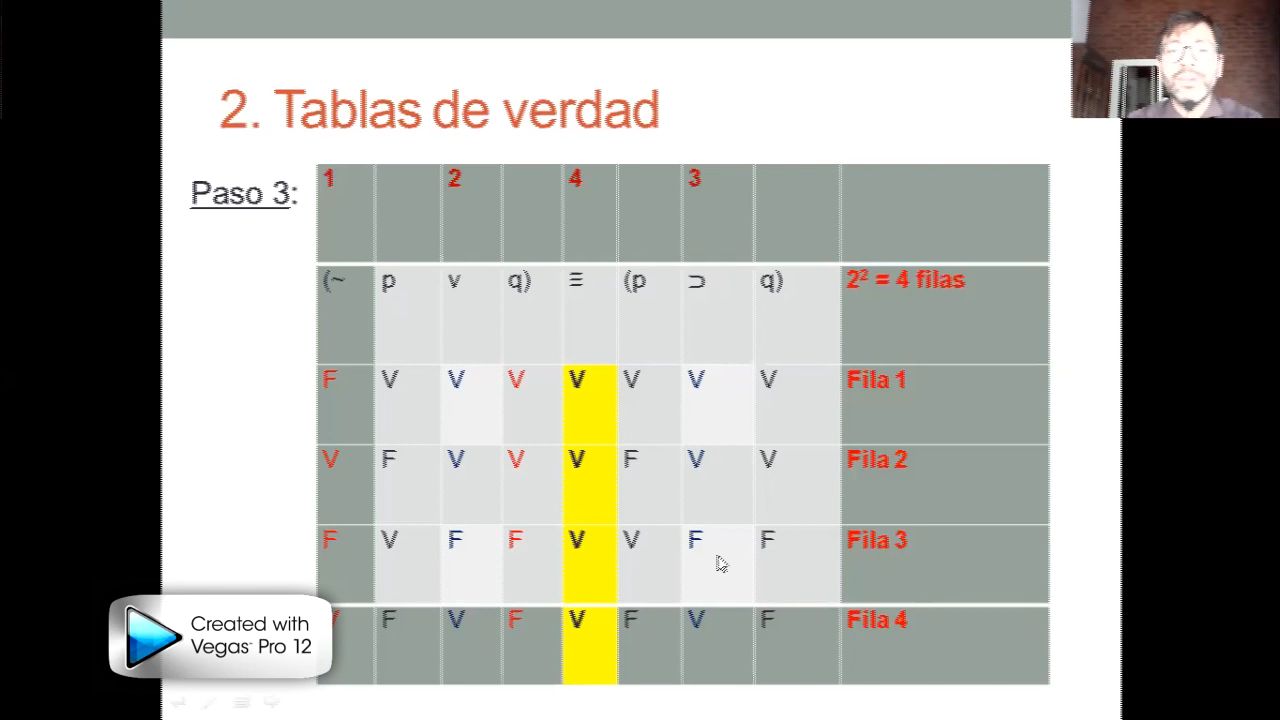 2. Tablas de verdad
Paso 3:
1 2 4 3
(~ p v q) ≡ (p ⊃ q) 2² = 4 filas
F V V V V V V V Fila 1
V F V V V F V V Fila 2
F V F F V V F F Fila 3
V F V F V F V F Fila 4
Created with
Vegas™ Pro 12